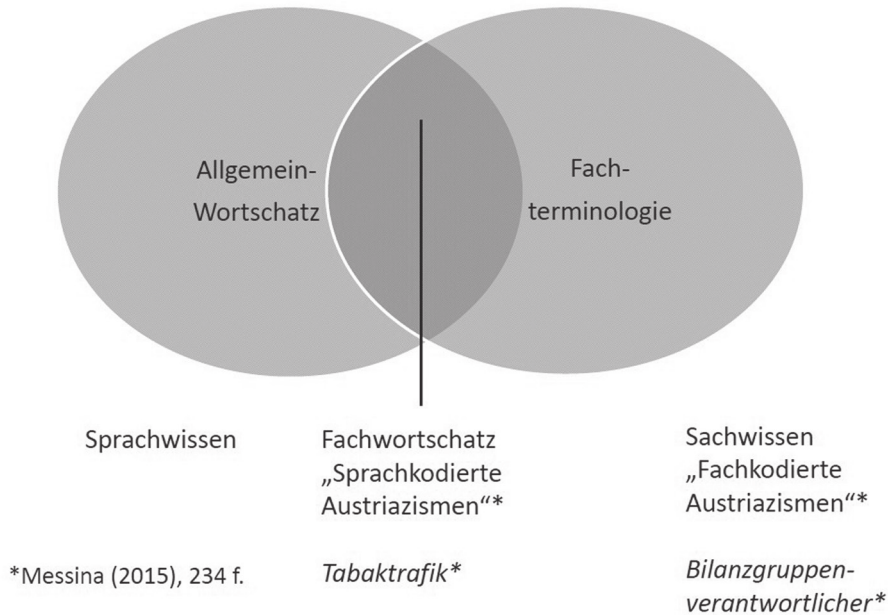 Allgemein-
Wortschatz
Fach-
terminologie
Sprachwissen
Fachwortschatz
„Sprachkodierte
Austriazismen“*
Sachwissen
„Fachkodierte
Austriazismen“*
*Messina (2015), 234 f.
Tabaktrafik*
Bilanzgruppen-
verantwortlicher*